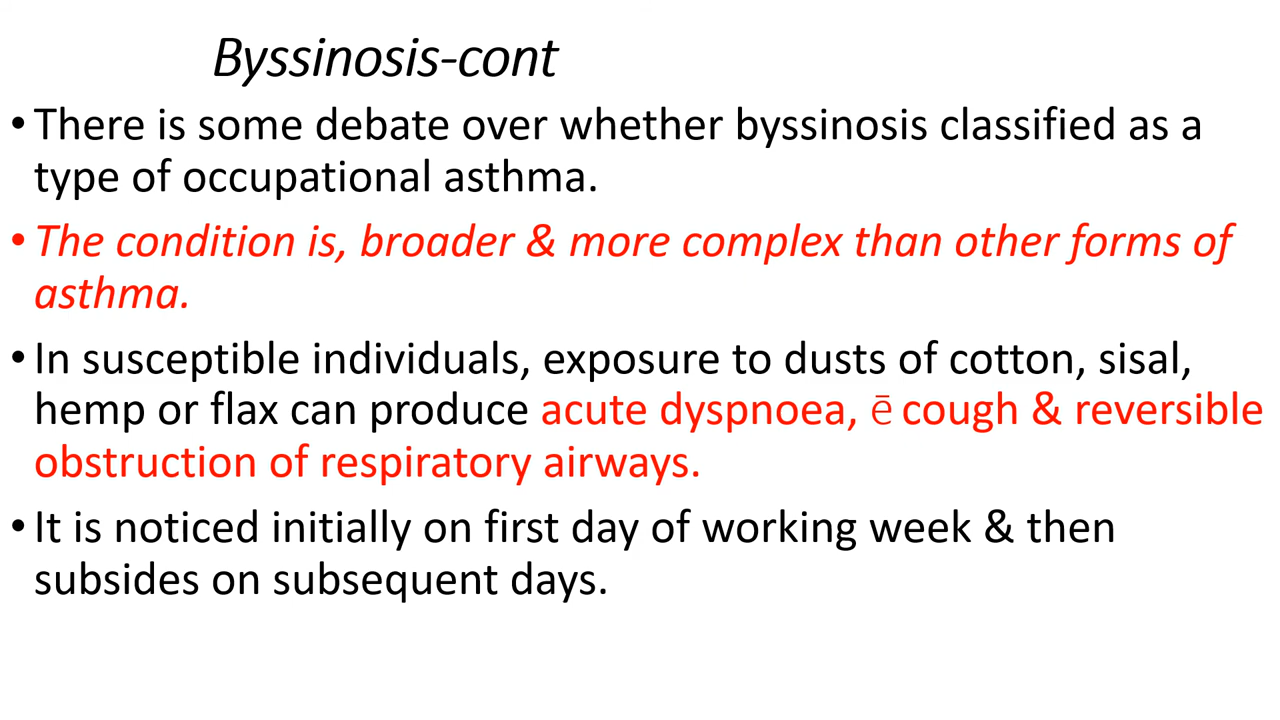 Byssinosis-cont
• There is some debate over whether byssinosis classified as a
type of occupational asthma.
• The condition is, broader & more complex than other forms of
asthma.
• In susceptible individuals, exposure to dusts of cotton, sisal,
hemp or flax can produce acute dyspnoea, ē cough & reversible
obstruction of respiratory airways.
• It is noticed initially on first day of working week & then
subsides on subsequent days.